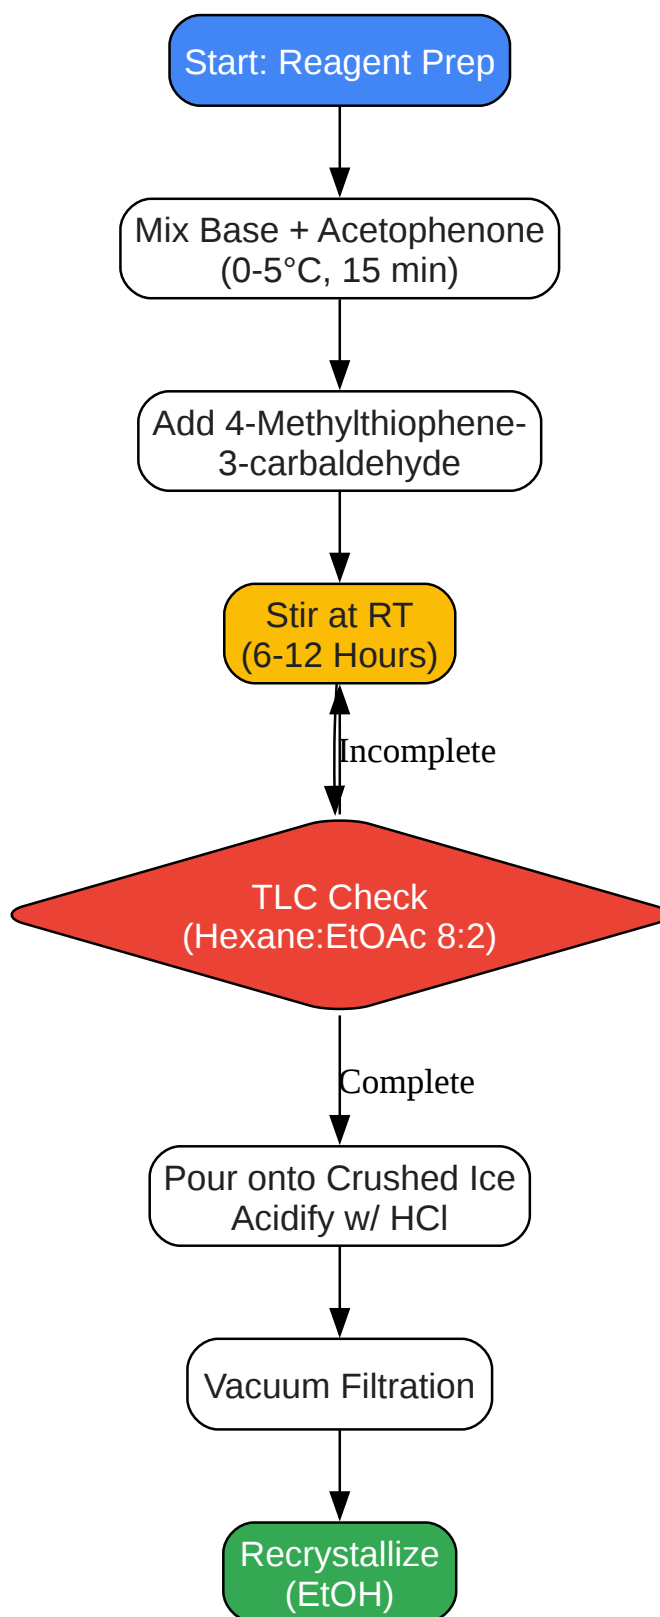 Start: Reagent Prep
Mix Base + Acetophenone
(0-5°C, 15 min)
Add 4-Methylthiophene-
3-carbaldehyde
Stir at RT
(6-12 Hours)
Incomplete
TLC Check
(Hexane:EtOAc 8:2)
Complete
Pour onto Crushed Ice
Acidify w/ HCl
Vacuum Filtration
Recrystallize
(EtOH)